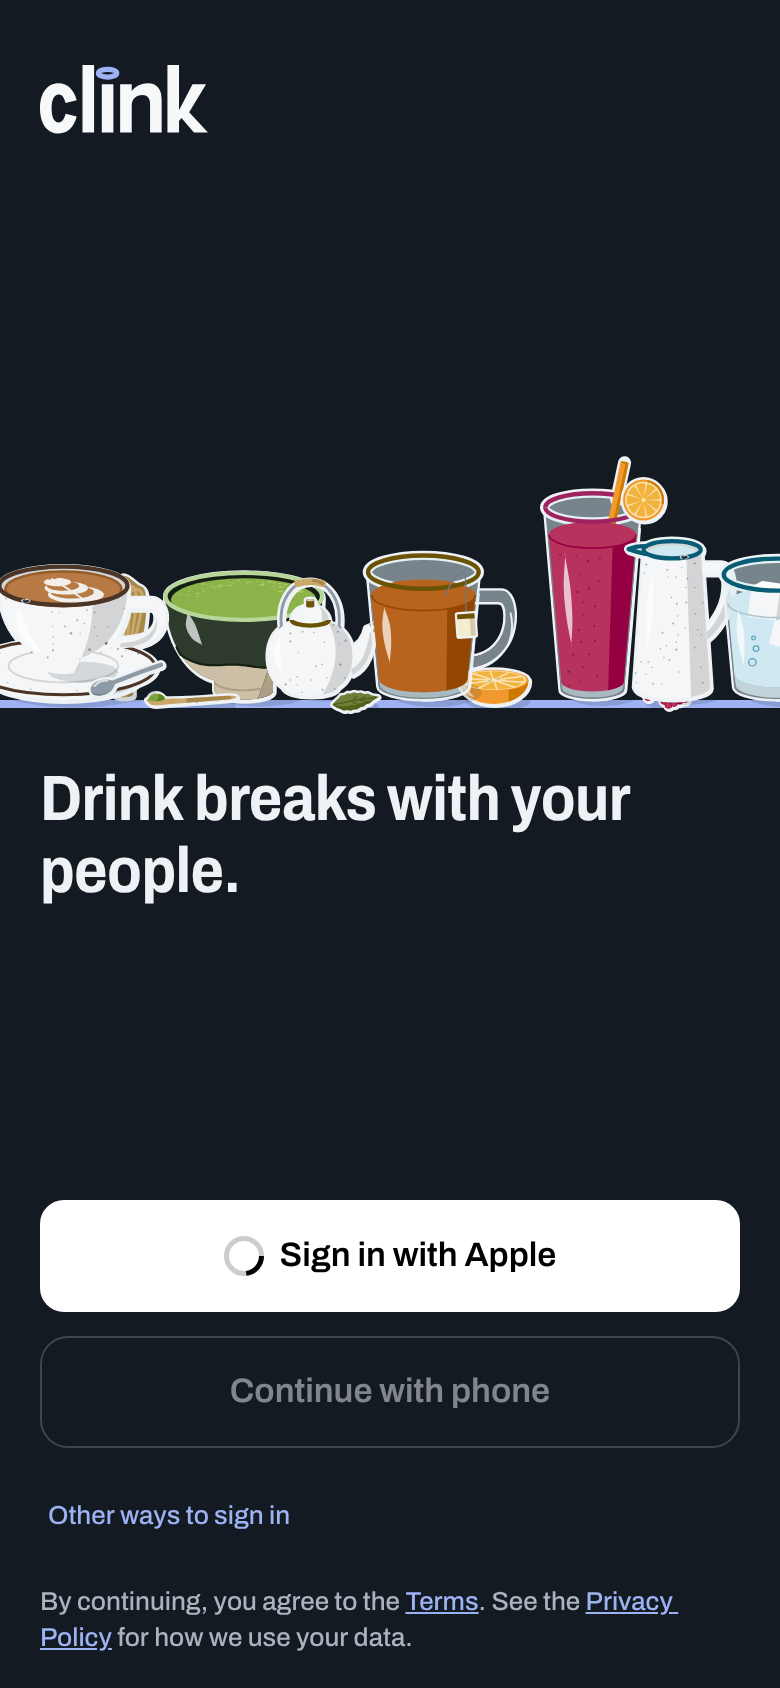 clink
Drink breaks with your
people.
Sign in with Apple
Continue with phone
Other ways to sign in
By continuing, you agree to the Terms. See the Privacy
Policy for how we use your data.